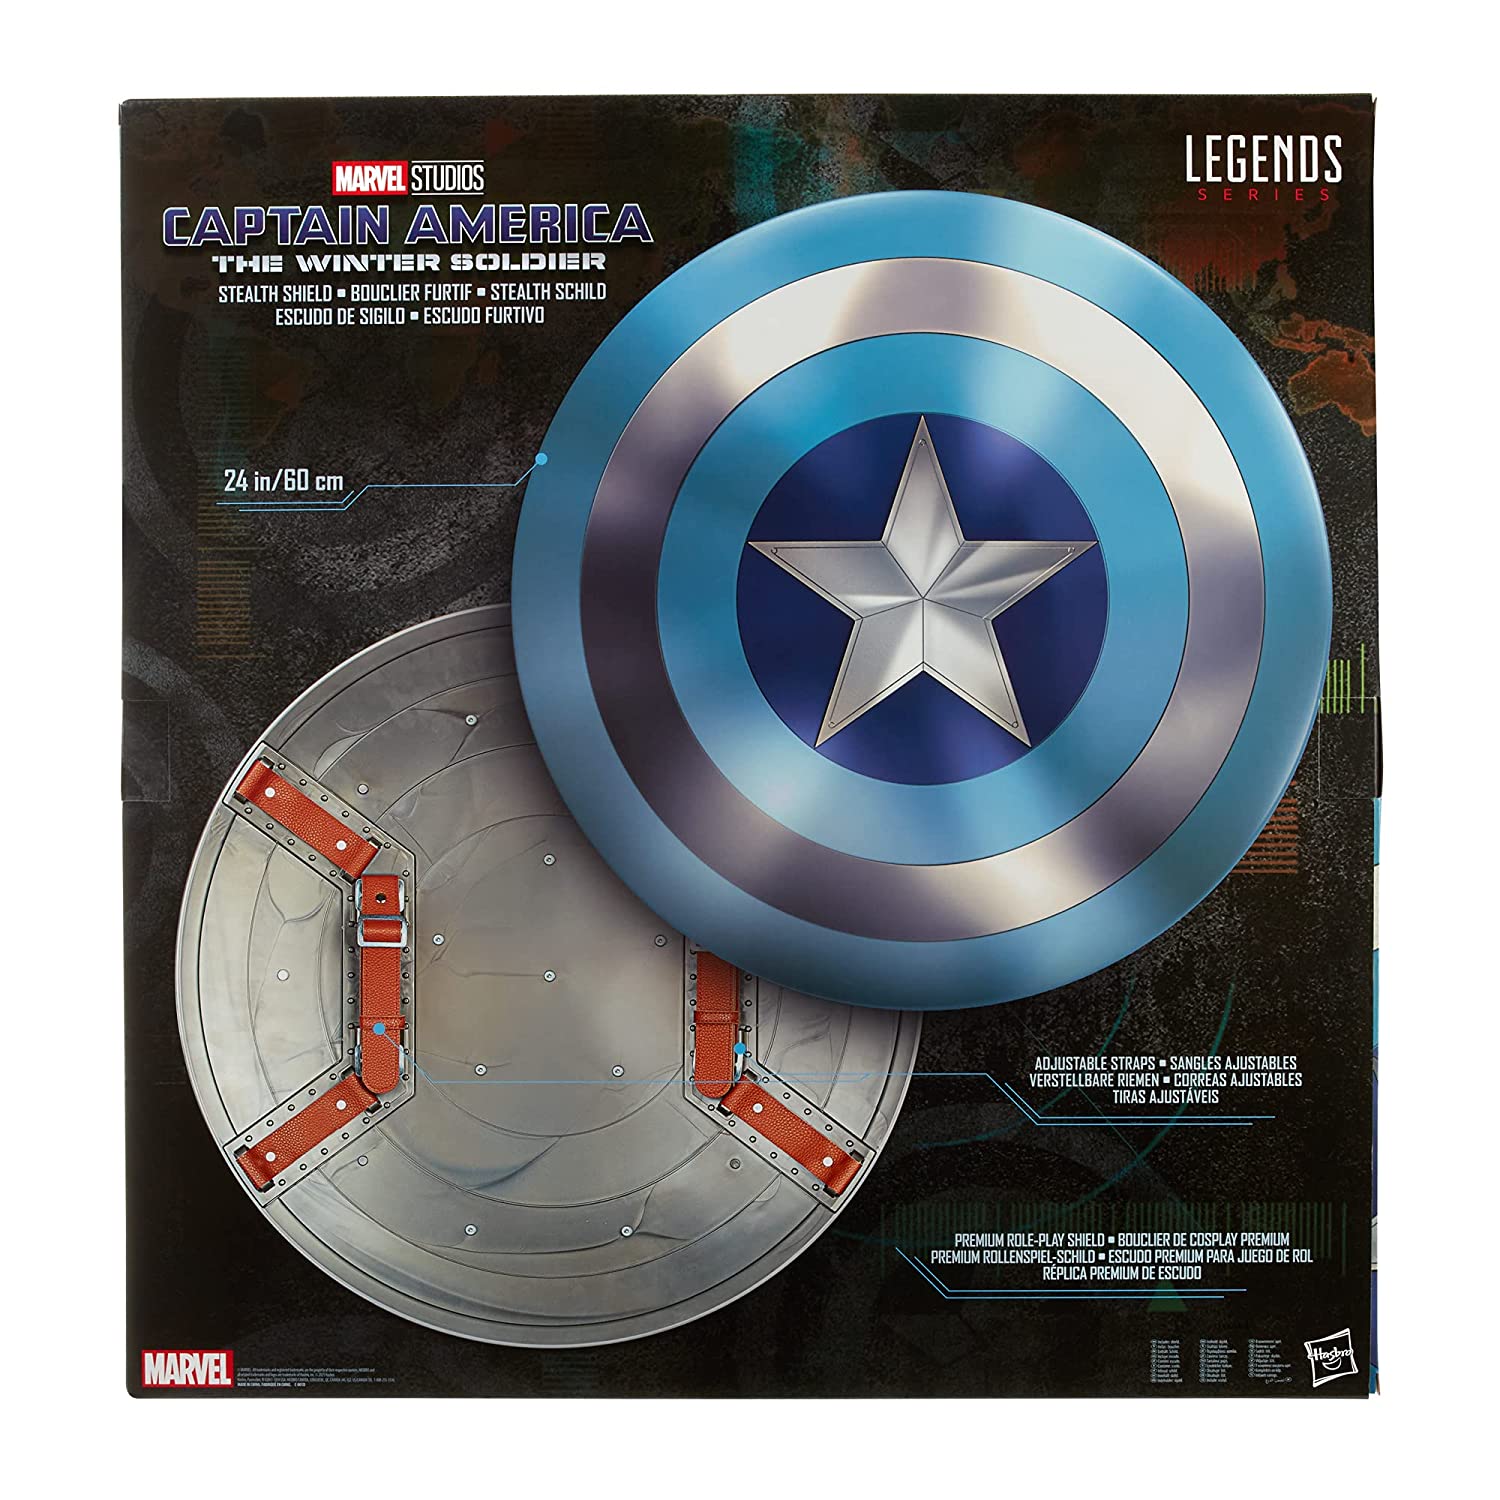 MARVEL STUDIOS
CAPTAIN AMERICA
THE WINTER SOLDIER
STEALTH SHIELD ▪ BOUCLIER FURTIF ▪ STEALTH SCHILD
ESCUDO DE SIGILO ▪ ESCUDO FURTIVO
LEGENDS
SERIES
24 in/60 cm
ADJUSTABLE STRAPS ▪ SANGLES AJUSTABLES
VERSTELLBARE RIEMEN ▪ CORREAS AJUSTABLES
TIRAS AJUSTÁVEIS
PREMIUM ROLE-PLAY SHIELD ▪ BOUCLIER DE COSPLAY PREMIUM
PREMIUM ROLLENSPIEL-SCHILD ▪ ESCUDO PREMIUM PARA JUEGO DE ROL
RÉPLICA PREMIUM DE ESCUDO
MARVEL
Hasbro